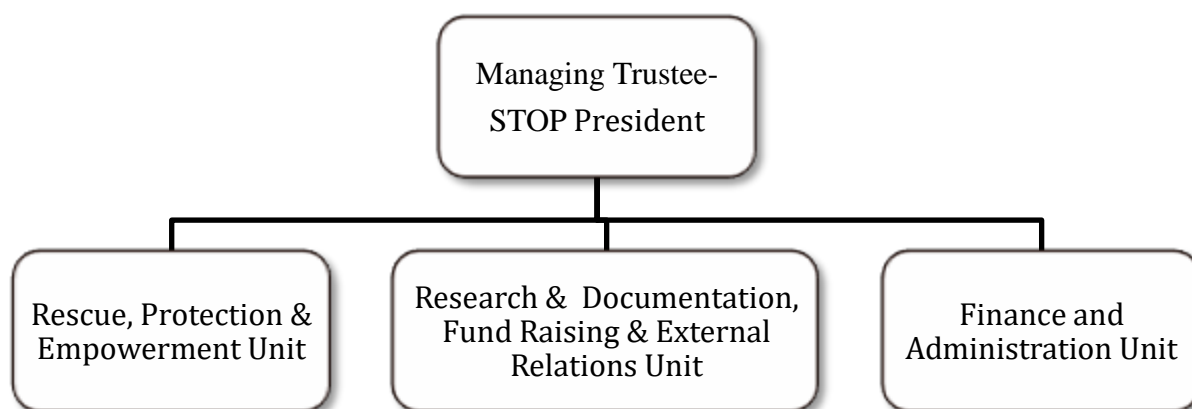 Managing Trustee-
STOP President
Rescue, Protection &
Empowerment Unit
Research & Documentation,
Fund Raising & External
Relations Unit
Finance and
Administration Unit